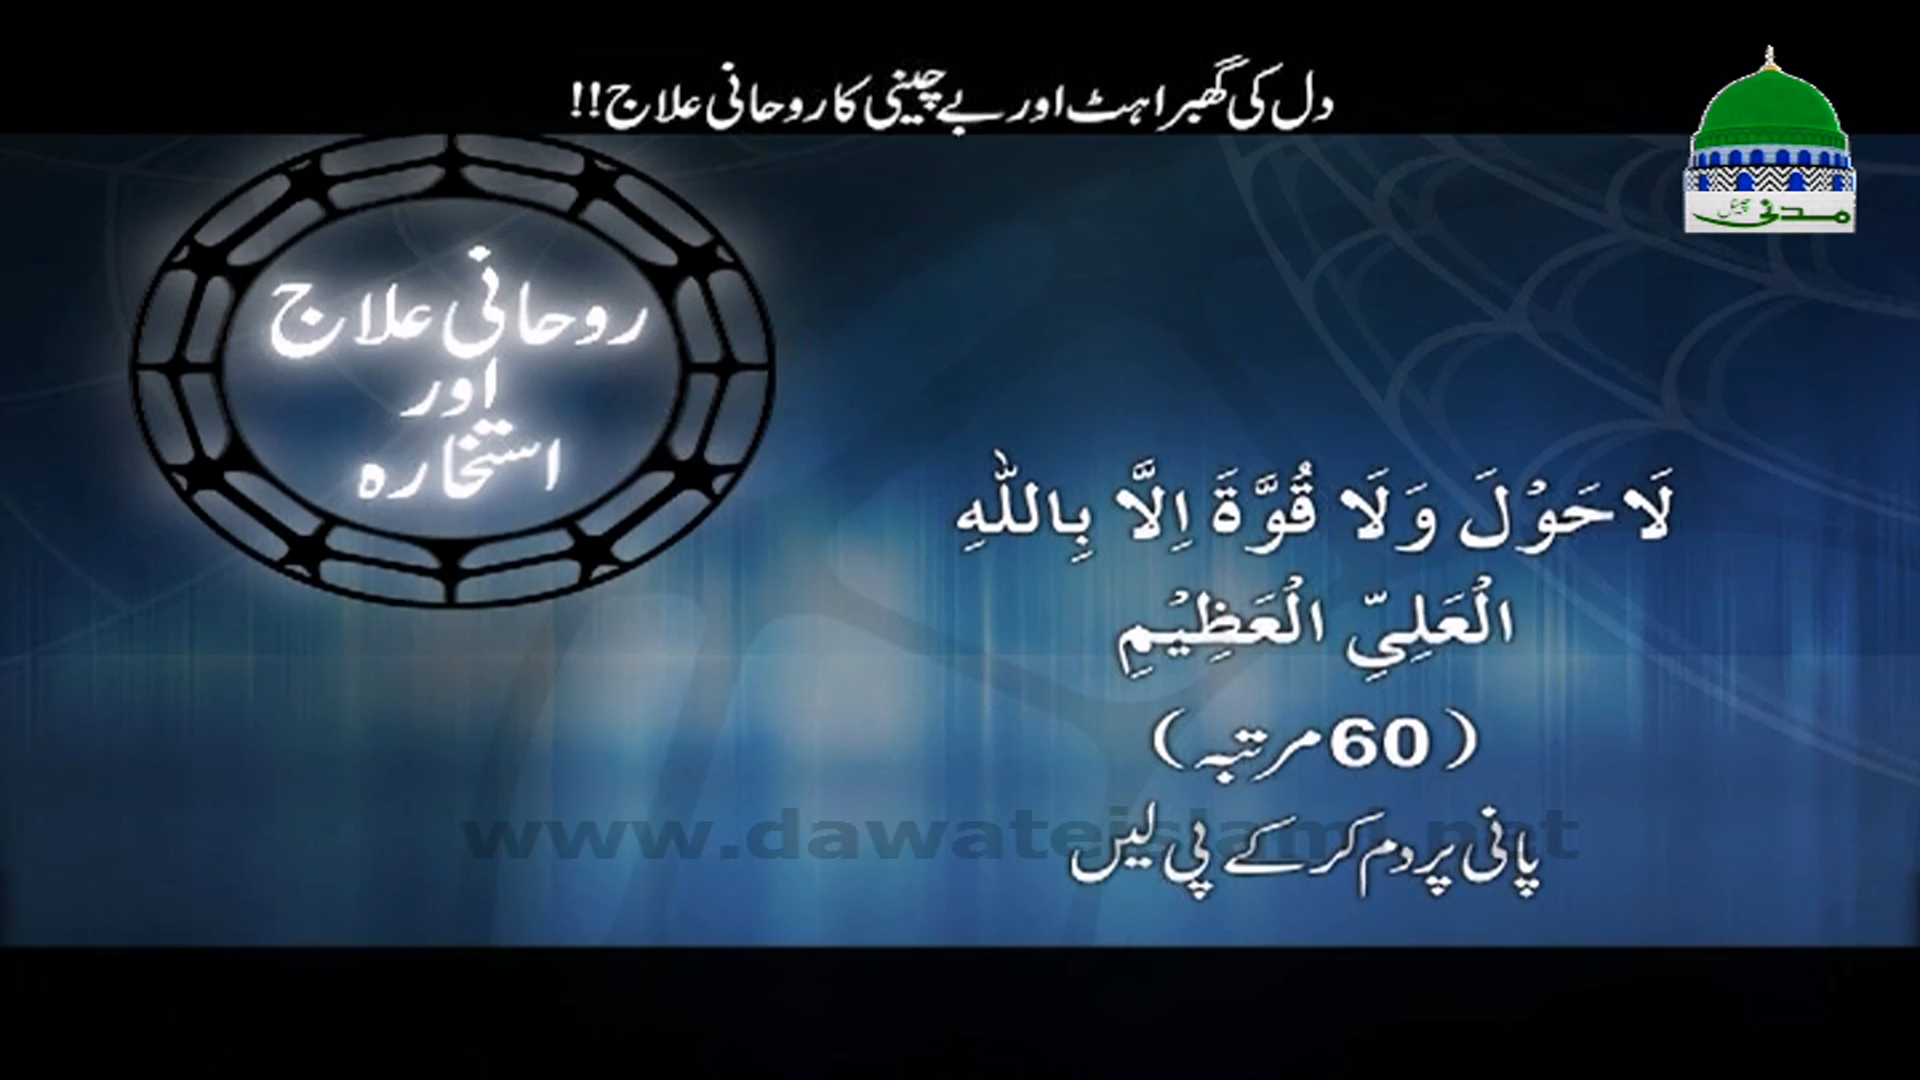 دل کی گھبراہٹ اور بے چینی کا روحانی علاج!!
مدنی چینل
روحانی علاج
اور
استخارہ
لَا حَوْلَ وَلَا قُوَّةَ اِلَّا بِاللّٰهِ
الْعَلِیِّ الْعَظِیْمِ
(60 مرتبہ)
پانی پر دم کر کے پی لیں
www.dawateislami.net